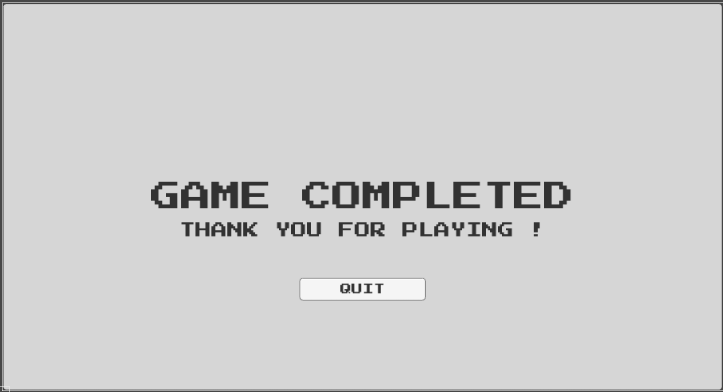 GAME COMPLETED
THANK YOU FOR PLAYING !
QUIT